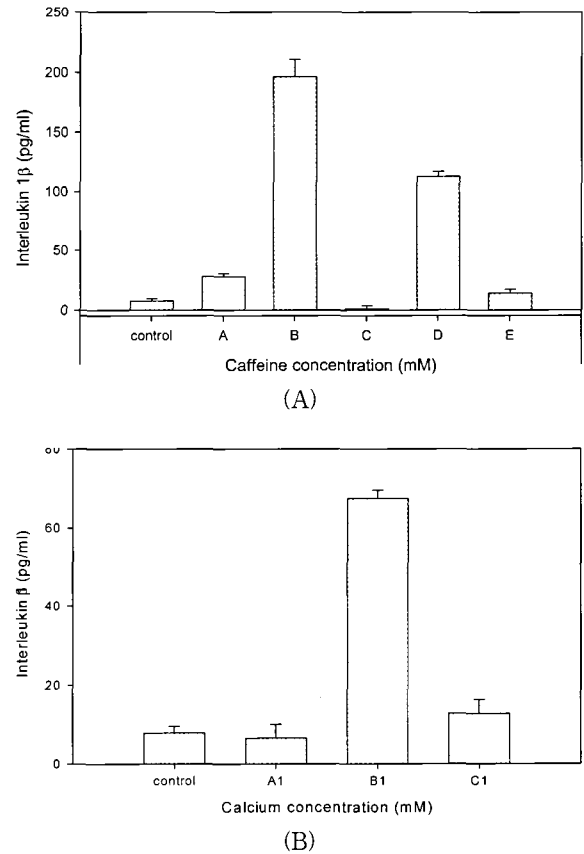 250
200
150
100
50
0
Interleukin 1β (pg/ml)
control A B C D E
Caffeine concentration (mM)
(A)
60
40
20
0
Interleukin β (pg/ml)
control A1 B1 C1
Calcium concentration (mM)
(B)